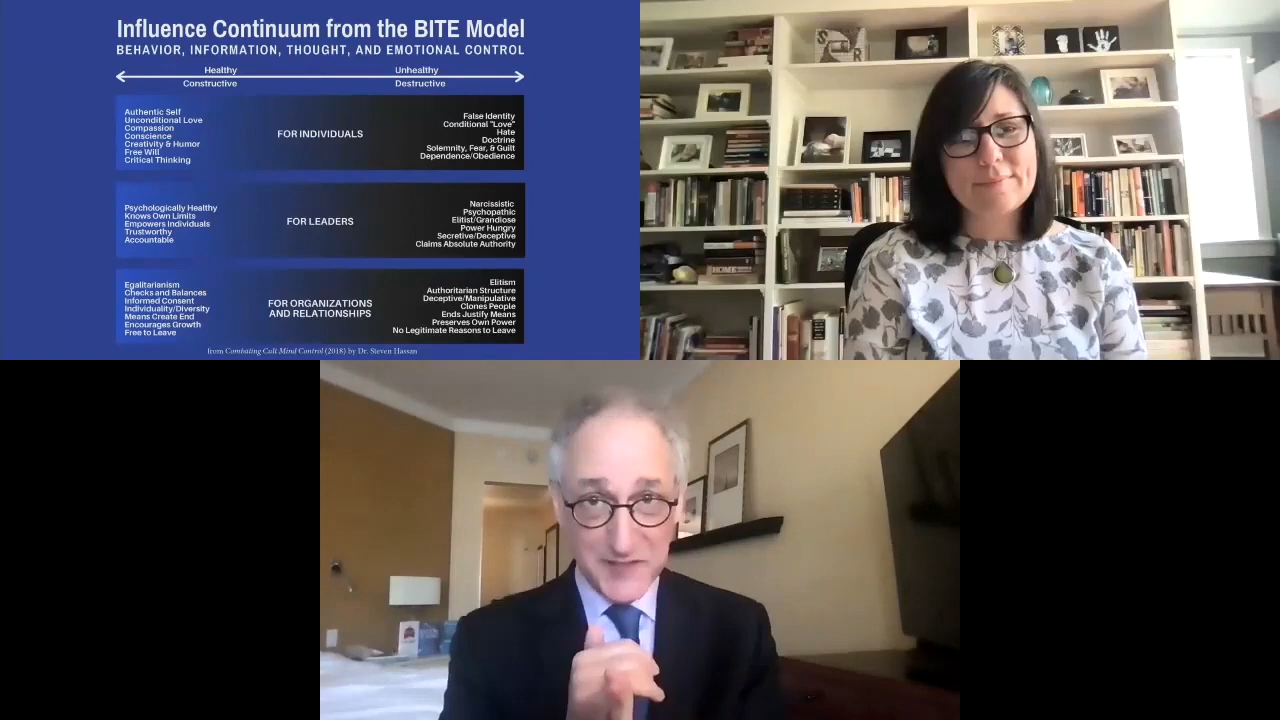 Influence Continuum from the BITE Model
BEHAVIOR, INFORMATION, THOUGHT, AND EMOTIONAL CONTROL
Healthy
Unhealthy
Constructive
Destructive
Authentic Self
Unconditional Love
Compassion
Conscience
Creativity & Humor
Free Will
Critical Thinking
FOR INDIVIDUALS
False Identity
Conditional "Love"
Hate
Doctrine
Solemnity, Fear, & Guilt
Dependence/Obedience
Psychologically Healthy
Knows Own Limits
Empowers Individuals
Trustworthy
Accountable
FOR LEADERS
Narcissistic
Psychopathic
Elitist/Grandiose
Power Hungry
Secretive/Deceptive
Claims Absolute Authority
Egalitarianism
Checks and Balances
Informed Consent
Individuality/Diversity
Means Create End
Encourages Growth
Free to Leave
FOR ORGANIZATIONS
AND RELATIONSHIPS
Elitism
Authoritarian Structure
Deceptive/Manipulative
Clones People
Ends Justify Means
Preserves Own Power
No Legitimate Reasons to Leave
from Combating Cult Mind Control (2018) by Dr. Steven Hassan
HOME